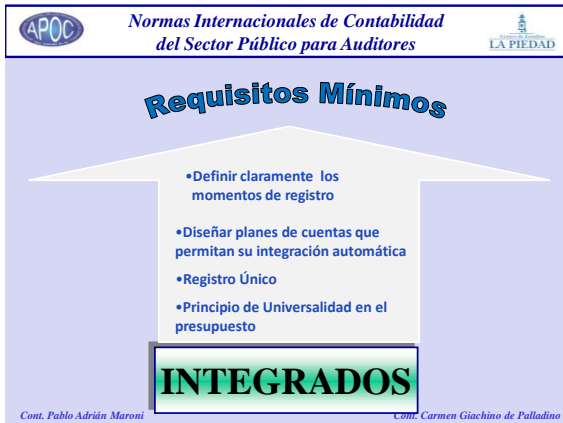 APOC
Normas Internacionales de Contabilidad
del Sector Público para Auditores
LA PIEDAD
Requisitos Mínimos
•Definir claramente los
momentos de registro
•Diseñar planes de cuentas que
permitan su integración automática
•Registro Único
•Principio de Universalidad en el
presupuesto
INTEGRADOS
Cont. Pablo Adrián Maroni
Cont. Carmen Giachino de Palladino